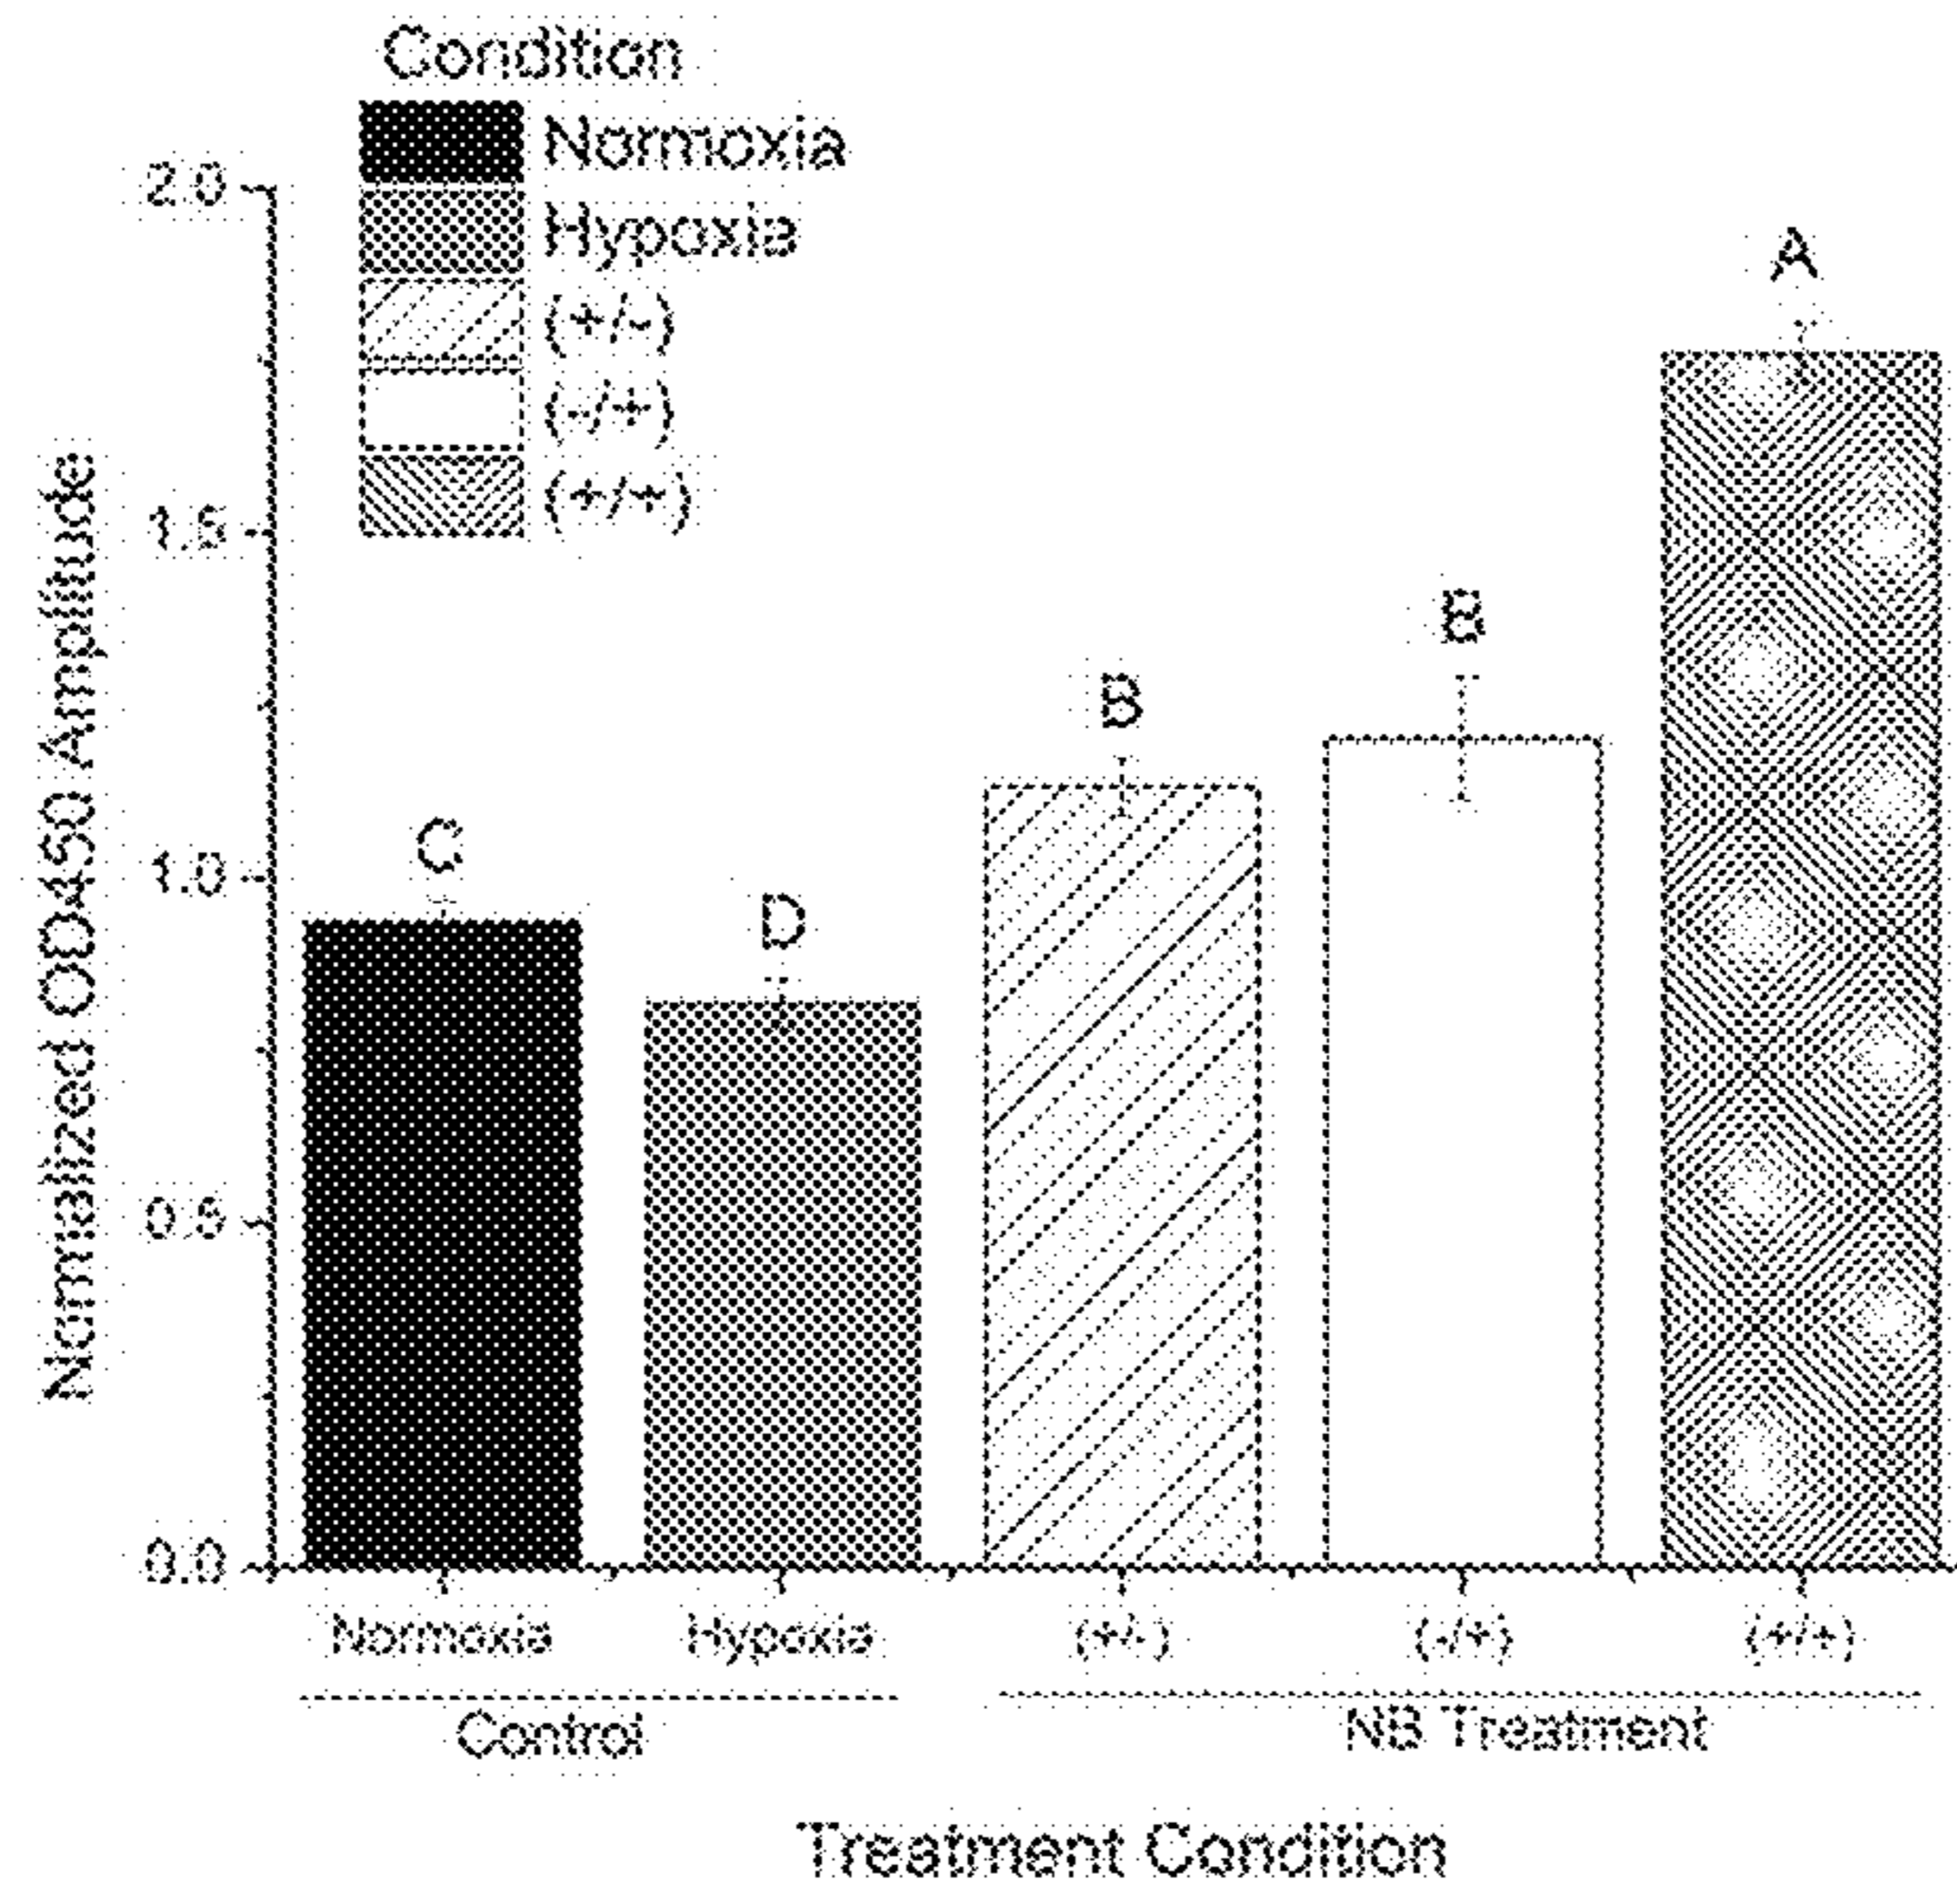 Condition
Normoxia
Hypoxia
(+/-)
(-/+)
(+/+)
Normalized OD450 Amplitude
2.0
1.5
1.0
0.5
0.0
C
D
B
B
A
Normoxia Hypoxia (+/-) (-/+) (+/+)
Control NB Treatment
Treatment Condition